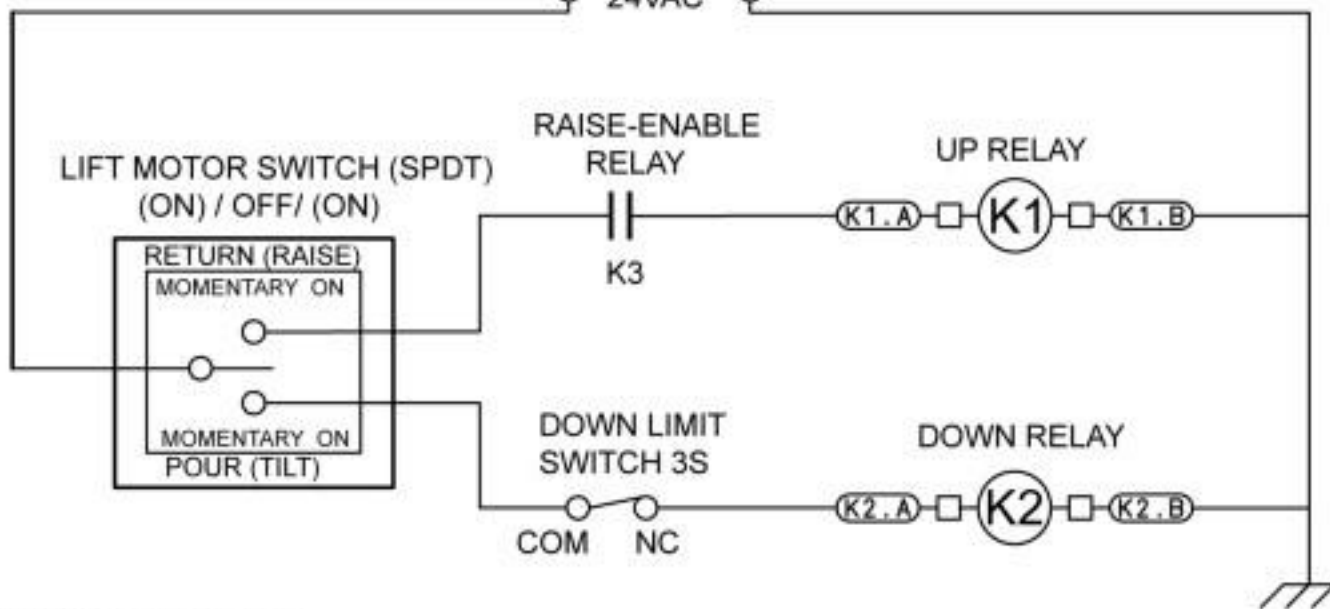 24VAC
RAISE-ENABLE
RELAY
UP RELAY
LIFT MOTOR SWITCH (SPDT)
(ON) / OFF/ (ON)
K1.A
K1
K1.B
RETURN (RAISE)
MOMENTARY ON
K3
MOMENTARY ON
POUR (TILT)
DOWN LIMIT
SWITCH 3S
DOWN RELAY
K2.A
K2
K2.B
COM NC